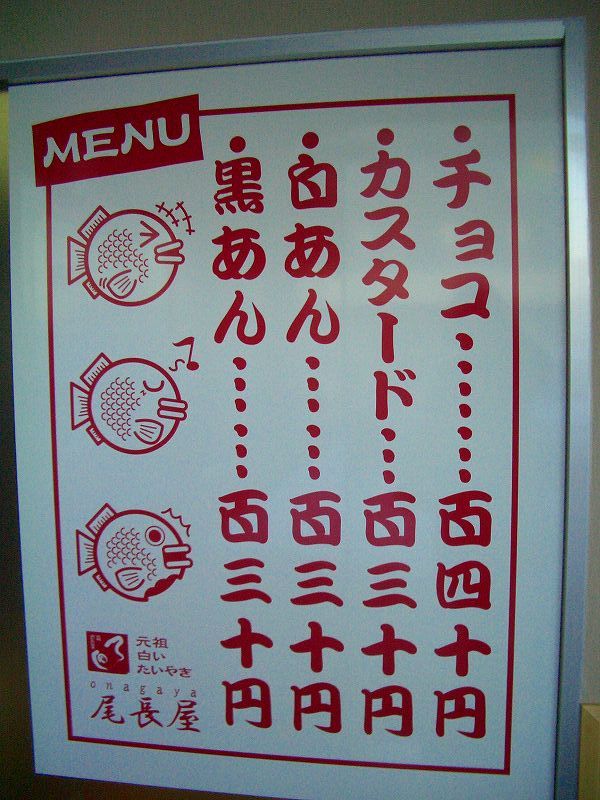 MENU
・チョコ……百四十円
・カスタード…百三十円
・白あん……百三十円
・黒あん……百三十円
元祖
白い
たいやき
onagaya
尾長屋